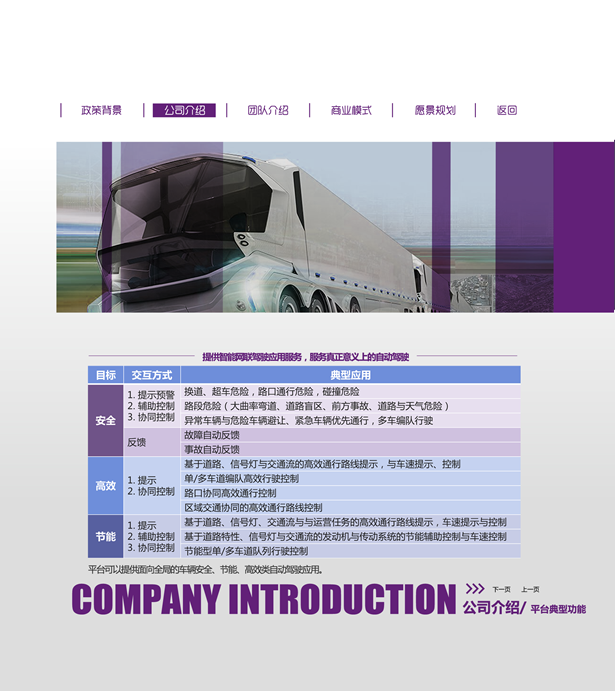 政策背景 公司介绍 团队介绍 商业模式 愿景规划 返回
提供智能网联驾驶应用服务，服务真正意义上的自动驾驶
目标 交互方式 典型应用
安全
1. 提示预警
2. 辅助控制
3. 协同控制
换道、超车危险，路口通行危险，碰撞危险
路段危险（大曲率弯道、道路盲区、前方事故、道路与天气危险）
异常车辆与危险车辆避让、紧急车辆优先通行，多车编队行驶
反馈
故障自动反馈
事故自动反馈
高效
1. 提示
2. 协同控制
基于道路、信号灯与交通流的高效通行路线提示，与车速提示、控制
单/多车道编队高效行驶控制
路口协同高效通行控制
区域交通协同的高效通行路线控制
节能
1. 提示
2. 辅助控制
3. 协同控制
基于道路、信号灯、交通流与与运营任务的高效通行路线提示，车速提示与控制
基于道路特性、信号灯与交通流的发动机与传动系统的节能辅助控制与车速控制
节能型单/多车道队列行驶控制
平台可以提供面向全局的车辆安全、节能、高效类自动驾驶应用。
COMPANY INTRODUCTION
下一页 上一页
公司介绍/ 平台典型功能